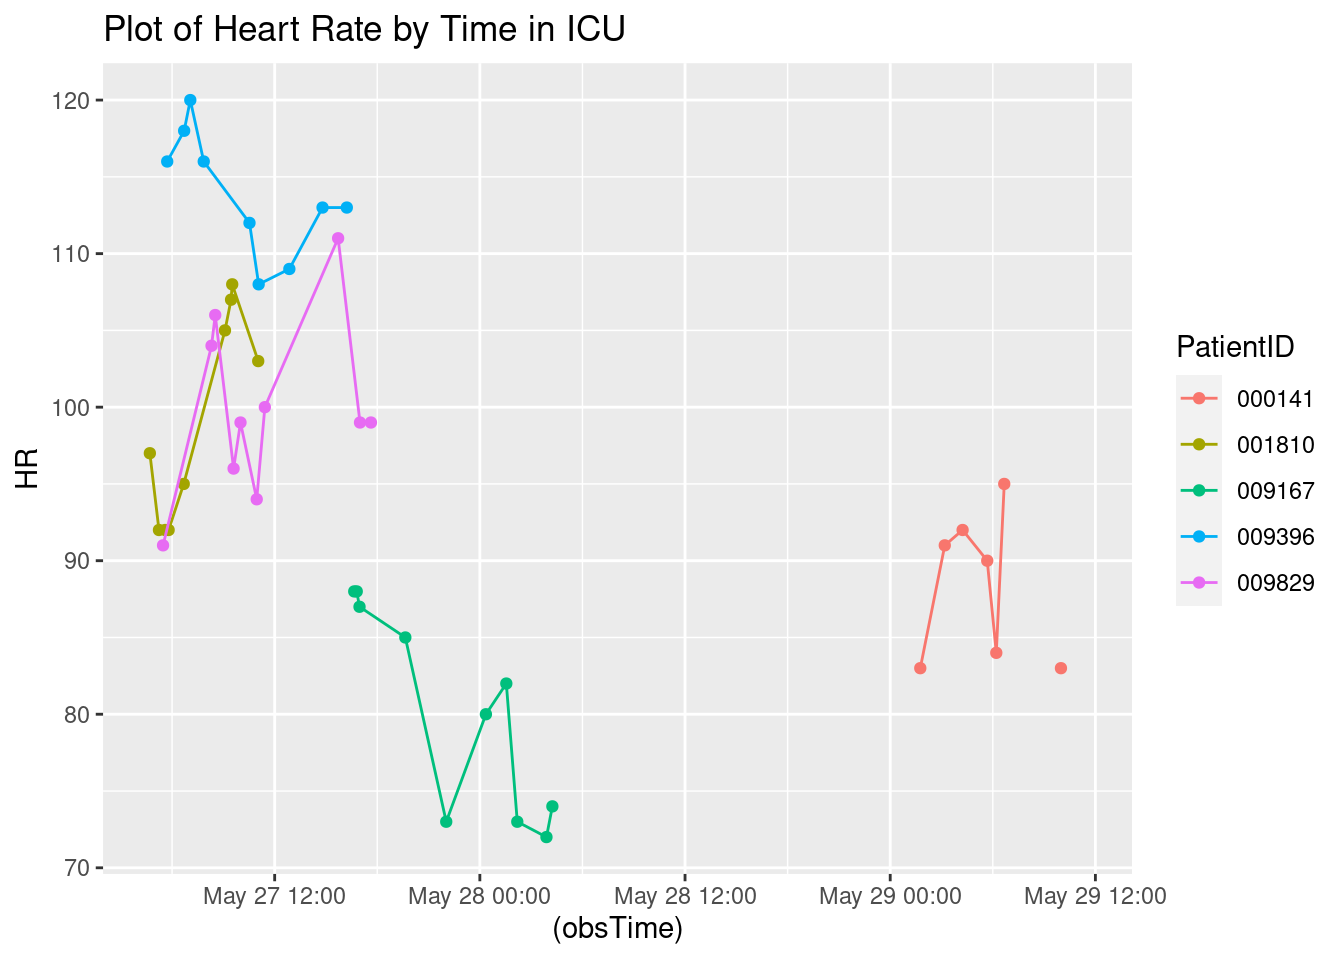 Plot of Heart Rate by Time in ICU
120
110
100
90
80
70
HR
May 27 12:00
May 28 00:00
May 28 12:00
May 29 00:00
May 29 12:00
(obsTime)
PatientID
000141
001810
009167
009396
009829